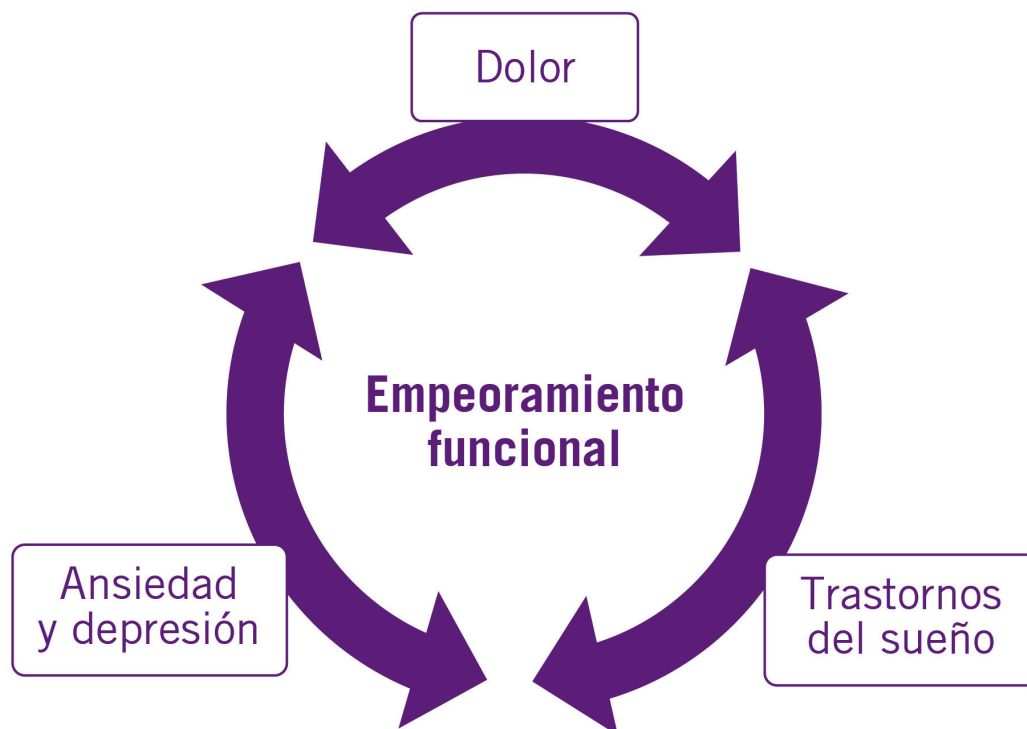 Dolor
Empeoramiento
funcional
Ansiedad
y depresión
Trastornos
del sueño